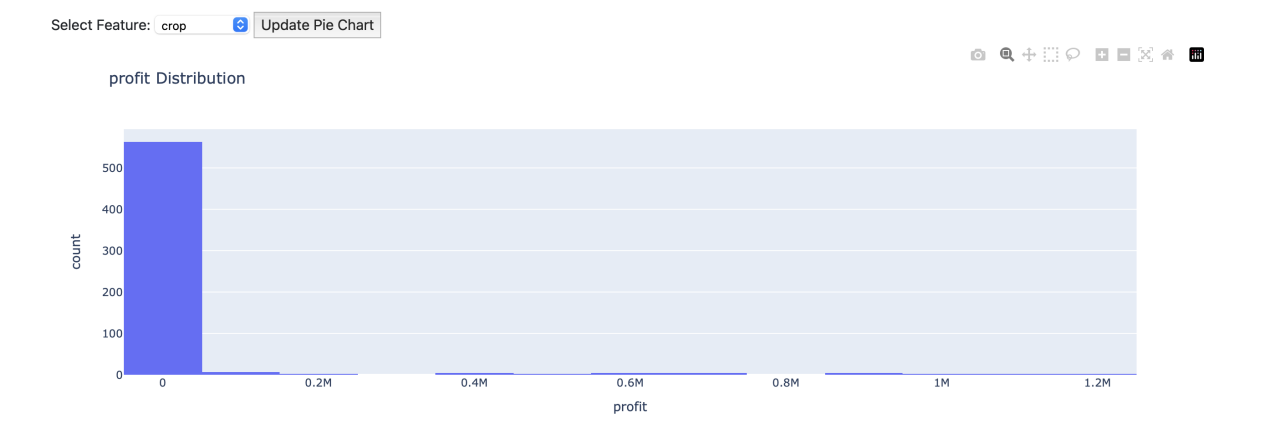 Select Feature: crop Update Pie Chart
profit Distribution
500
400
300
200
100
0
count
0 0.2M 0.4M 0.6M 0.8M 1M 1.2M
profit